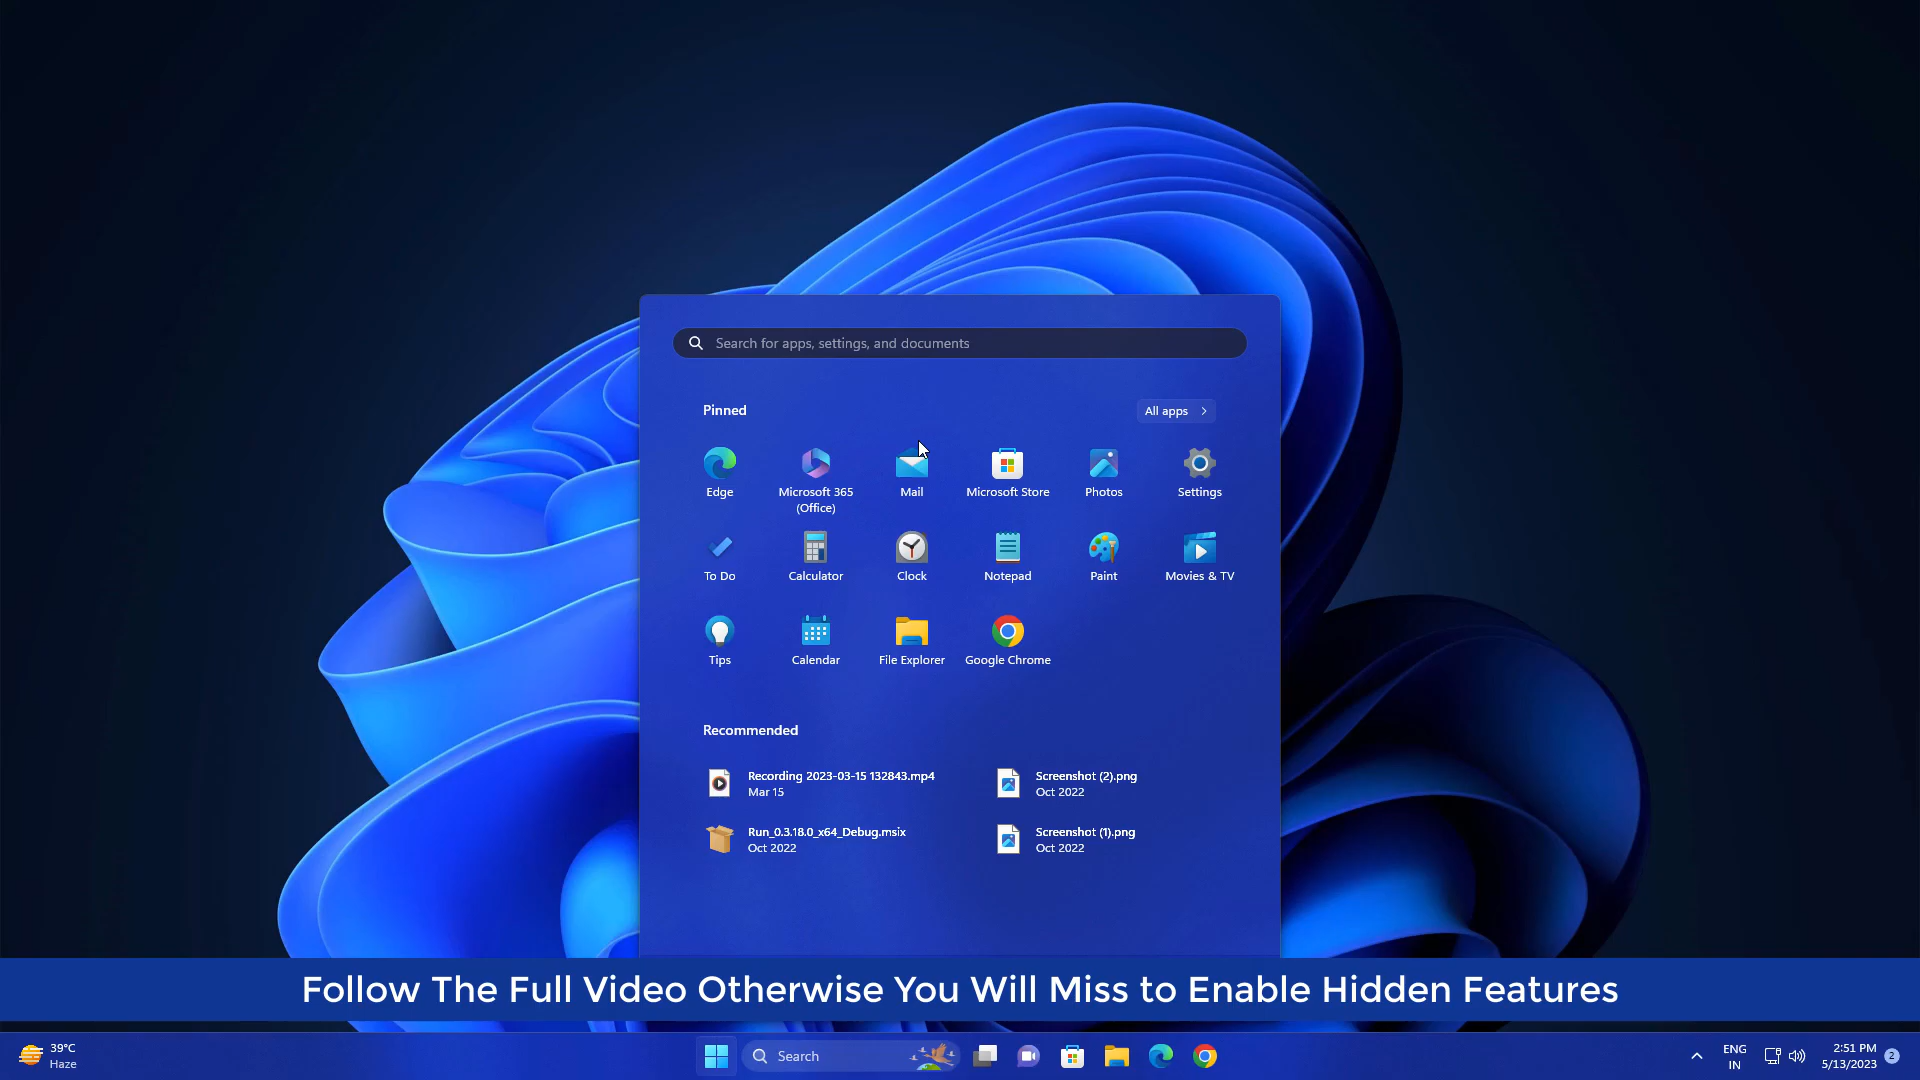 Search for apps, settings, and documents
Pinned
All apps
Edge
Microsoft 365
(Office)
Mail
Microsoft Store
Photos
Settings
To Do
Calculator
Clock
Notepad
Paint
Movies & TV
Tips
Calendar
File Explorer
Google Chrome
Recommended
Recording 2023-03-15 132843.mp4
Mar 15
Screenshot (2).png
Oct 2022
Run_0.3.18.0_x64_Debug.msix
Oct 2022
Screenshot (1).png
Oct 2022
Follow The Full Video Otherwise You Will Miss to Enable Hidden Features
39°C
Haze
Search
ENG
IN
2:51 PM
5/13/2023
2